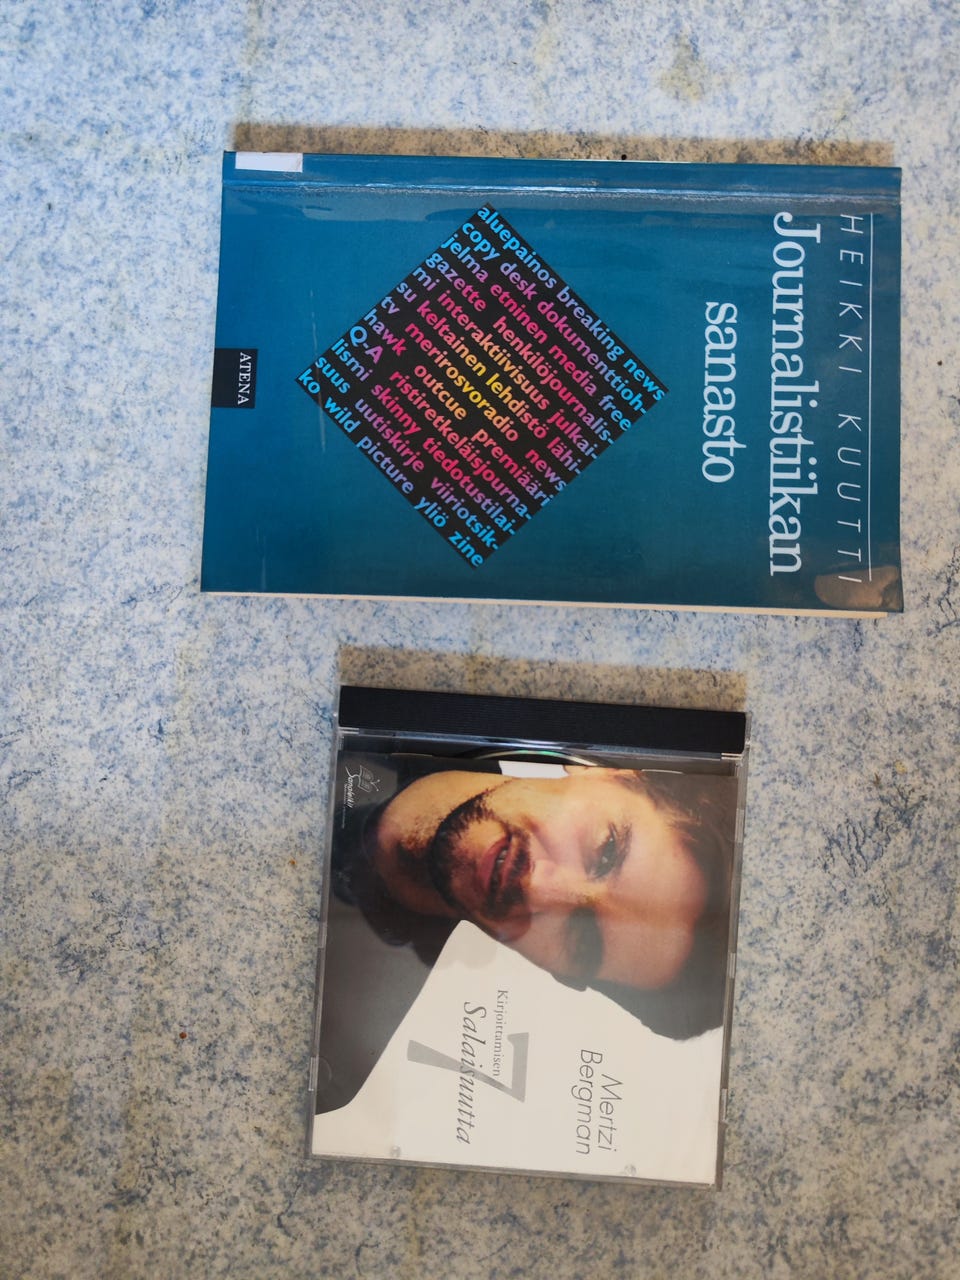 HEIKKI KUUTTI
Journalistiikan
sanasto
aluepainos breaking news
copy desk dokumenttioh-
jelma etninen media free
gazette henkilöjournalis-
mi interaktiivisuus julkai-
su keltainen lehdistö lähi
tv merirosvoradio news
hawk outcue premiääri
Q-A ristiretkeläisjourna-
lismi skinny tiedotustilai-
suus uutiskirje viiriotsik-
ko wild picture yliö zine
ATENA
Mertzi
Bergman
Kirjoittamisen
7
Salaisuutta